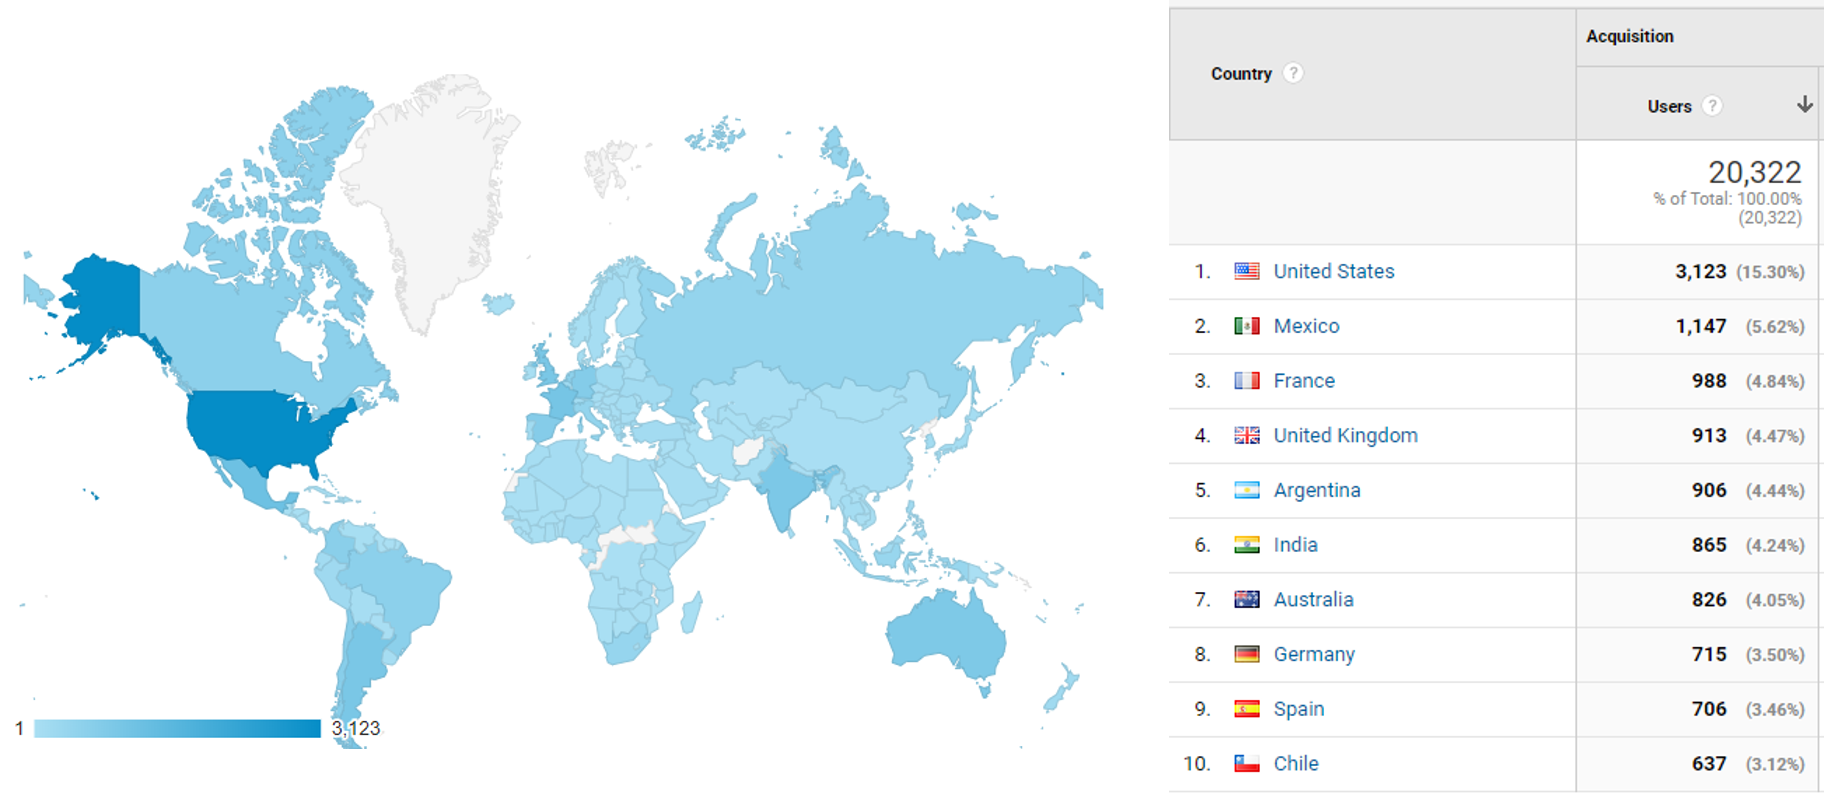 1
3,123
Country ?
Acquisition
Users ?
20,322
% of Total: 100.00%
(20,322)
1. United States 3,123 (15.30%)
2. Mexico 1,147 (5.62%)
3. France 988 (4.84%)
4. United Kingdom 913 (4.47%)
5. Argentina 906 (4.44%)
6. India 865 (4.24%)
7. Australia 826 (4.05%)
8. Germany 715 (3.50%)
9. Spain 706 (3.46%)
10. Chile 637 (3.12%)